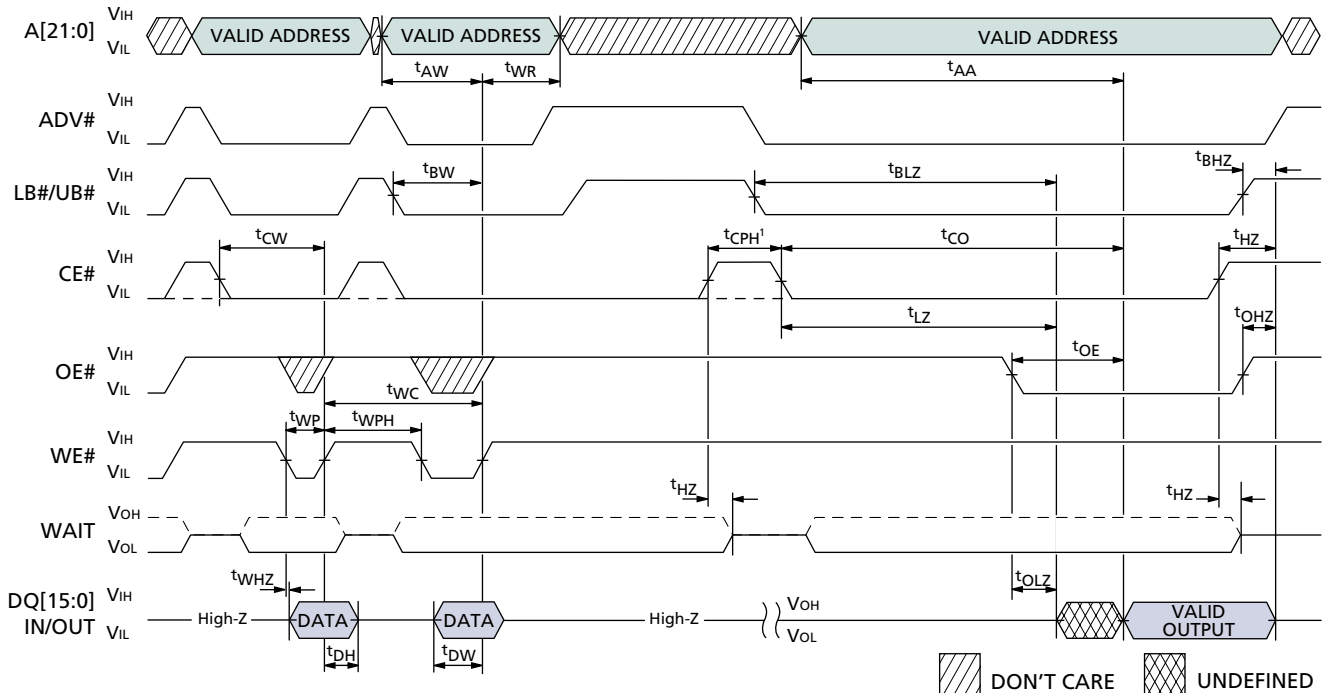 A[21:0] VIH VALID ADDRESS VALID ADDRESS VALID ADDRESS
VIL
tAW tWR tAA
ADV# VIH
VIL
LB#/UB# VIH tBW tBLZ tBHZ
VIL
CE# VIH tCW tCPH¹ tCO tHZ
VIL
tLZ tOHZ
OE# VIH tOE
VIL
tWC
WE# VIH tWP tWPH
VIL
tHZ tHZ
WAIT VOH
VOL
tWHZ tOLZ
DQ[15:0] VIH High-Z DATA DATA High-Z VOH VALID
IN/OUT VIL VOL OUTPUT
tDH tDW
DON'T CARE UNDEFINED